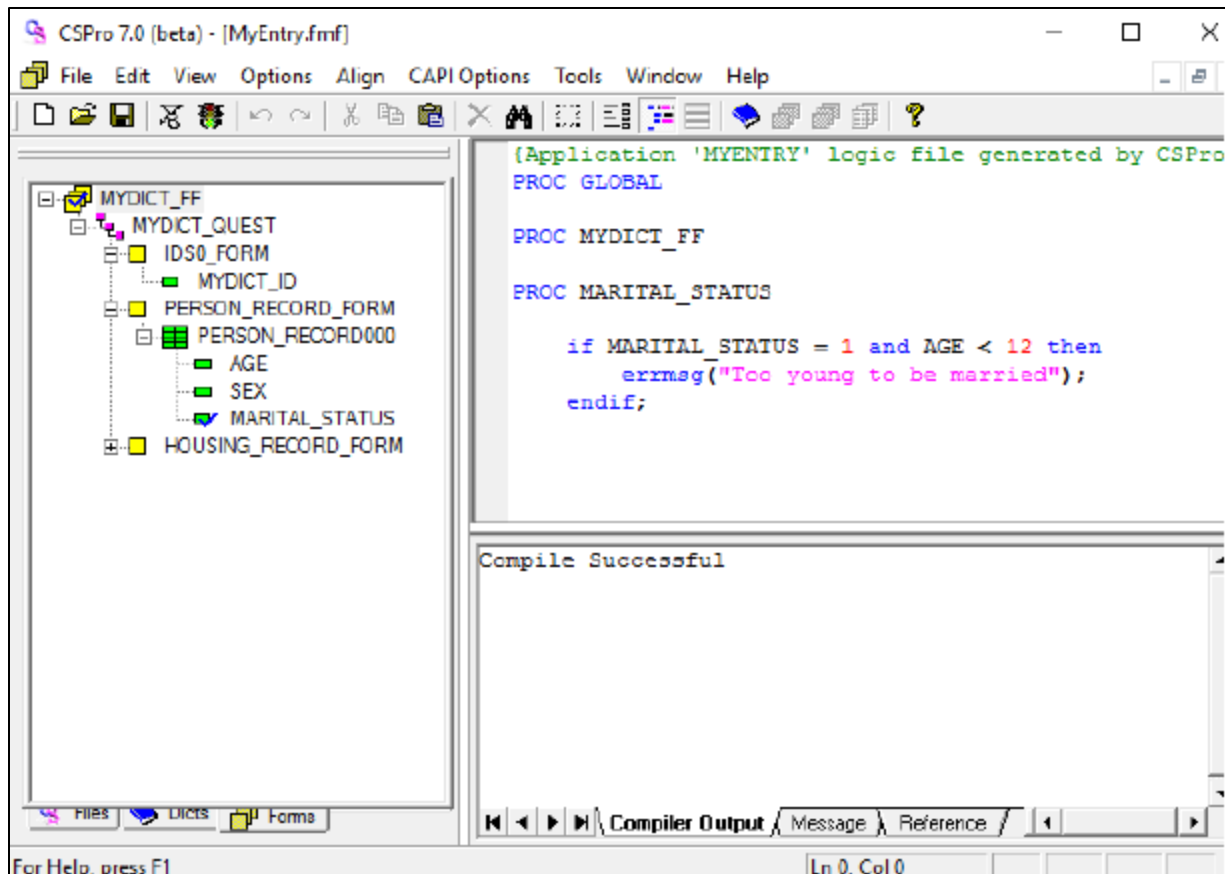 CSPro 7.0 (beta) - [MyEntry.fmf]
File Edit View Options Align CAPI Options Tools Window Help
MYDICT_FF
MYDICT_QUEST
IDS0_FORM
MYDICT_ID
PERSON_RECORD_FORM
PERSON_RECORD000
AGE
SEX
MARITAL_STATUS
HOUSING_RECORD_FORM
Files Dicts Forms
{Application 'MYENTRY' logic file generated by CSPro
PROC GLOBAL
PROC MYDICT_FF
PROC MARITAL_STATUS
if MARITAL_STATUS = 1 and AGE < 12 then
errmsg("Too young to be married");
endif;
Compile Successful
Compiler Output Message Reference
For Help, press F1
Ln 0, Col 0